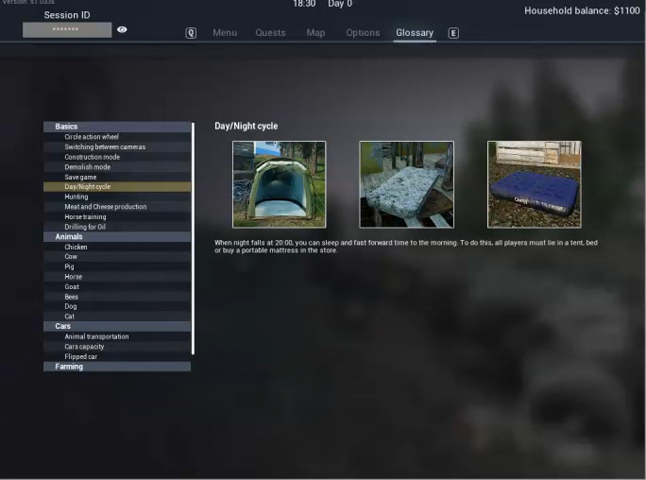 Version: s1.0335
18:30 Day 0
Household balance: $1100
Session ID
*******
Q Menu Quests Map Options Glossary E
Basics
Circle action wheel
Switching between cameras
Construction mode
Demolish mode
Save game
Day/Night cycle
Hunting
Meat and Cheese production
Horse training
Drilling for Oil
Animals
Chicken
Cow
Pig
Horse
Goat
Bees
Dog
Cat
Cars
Animal transportation
Cars capacity
Flipped car
Farming
Day/Night cycle
When night falls at 20:00, you can sleep and fast forward time to the morning. To do this, all players must lie in a tent, bed
or buy a portable mattress in the store.